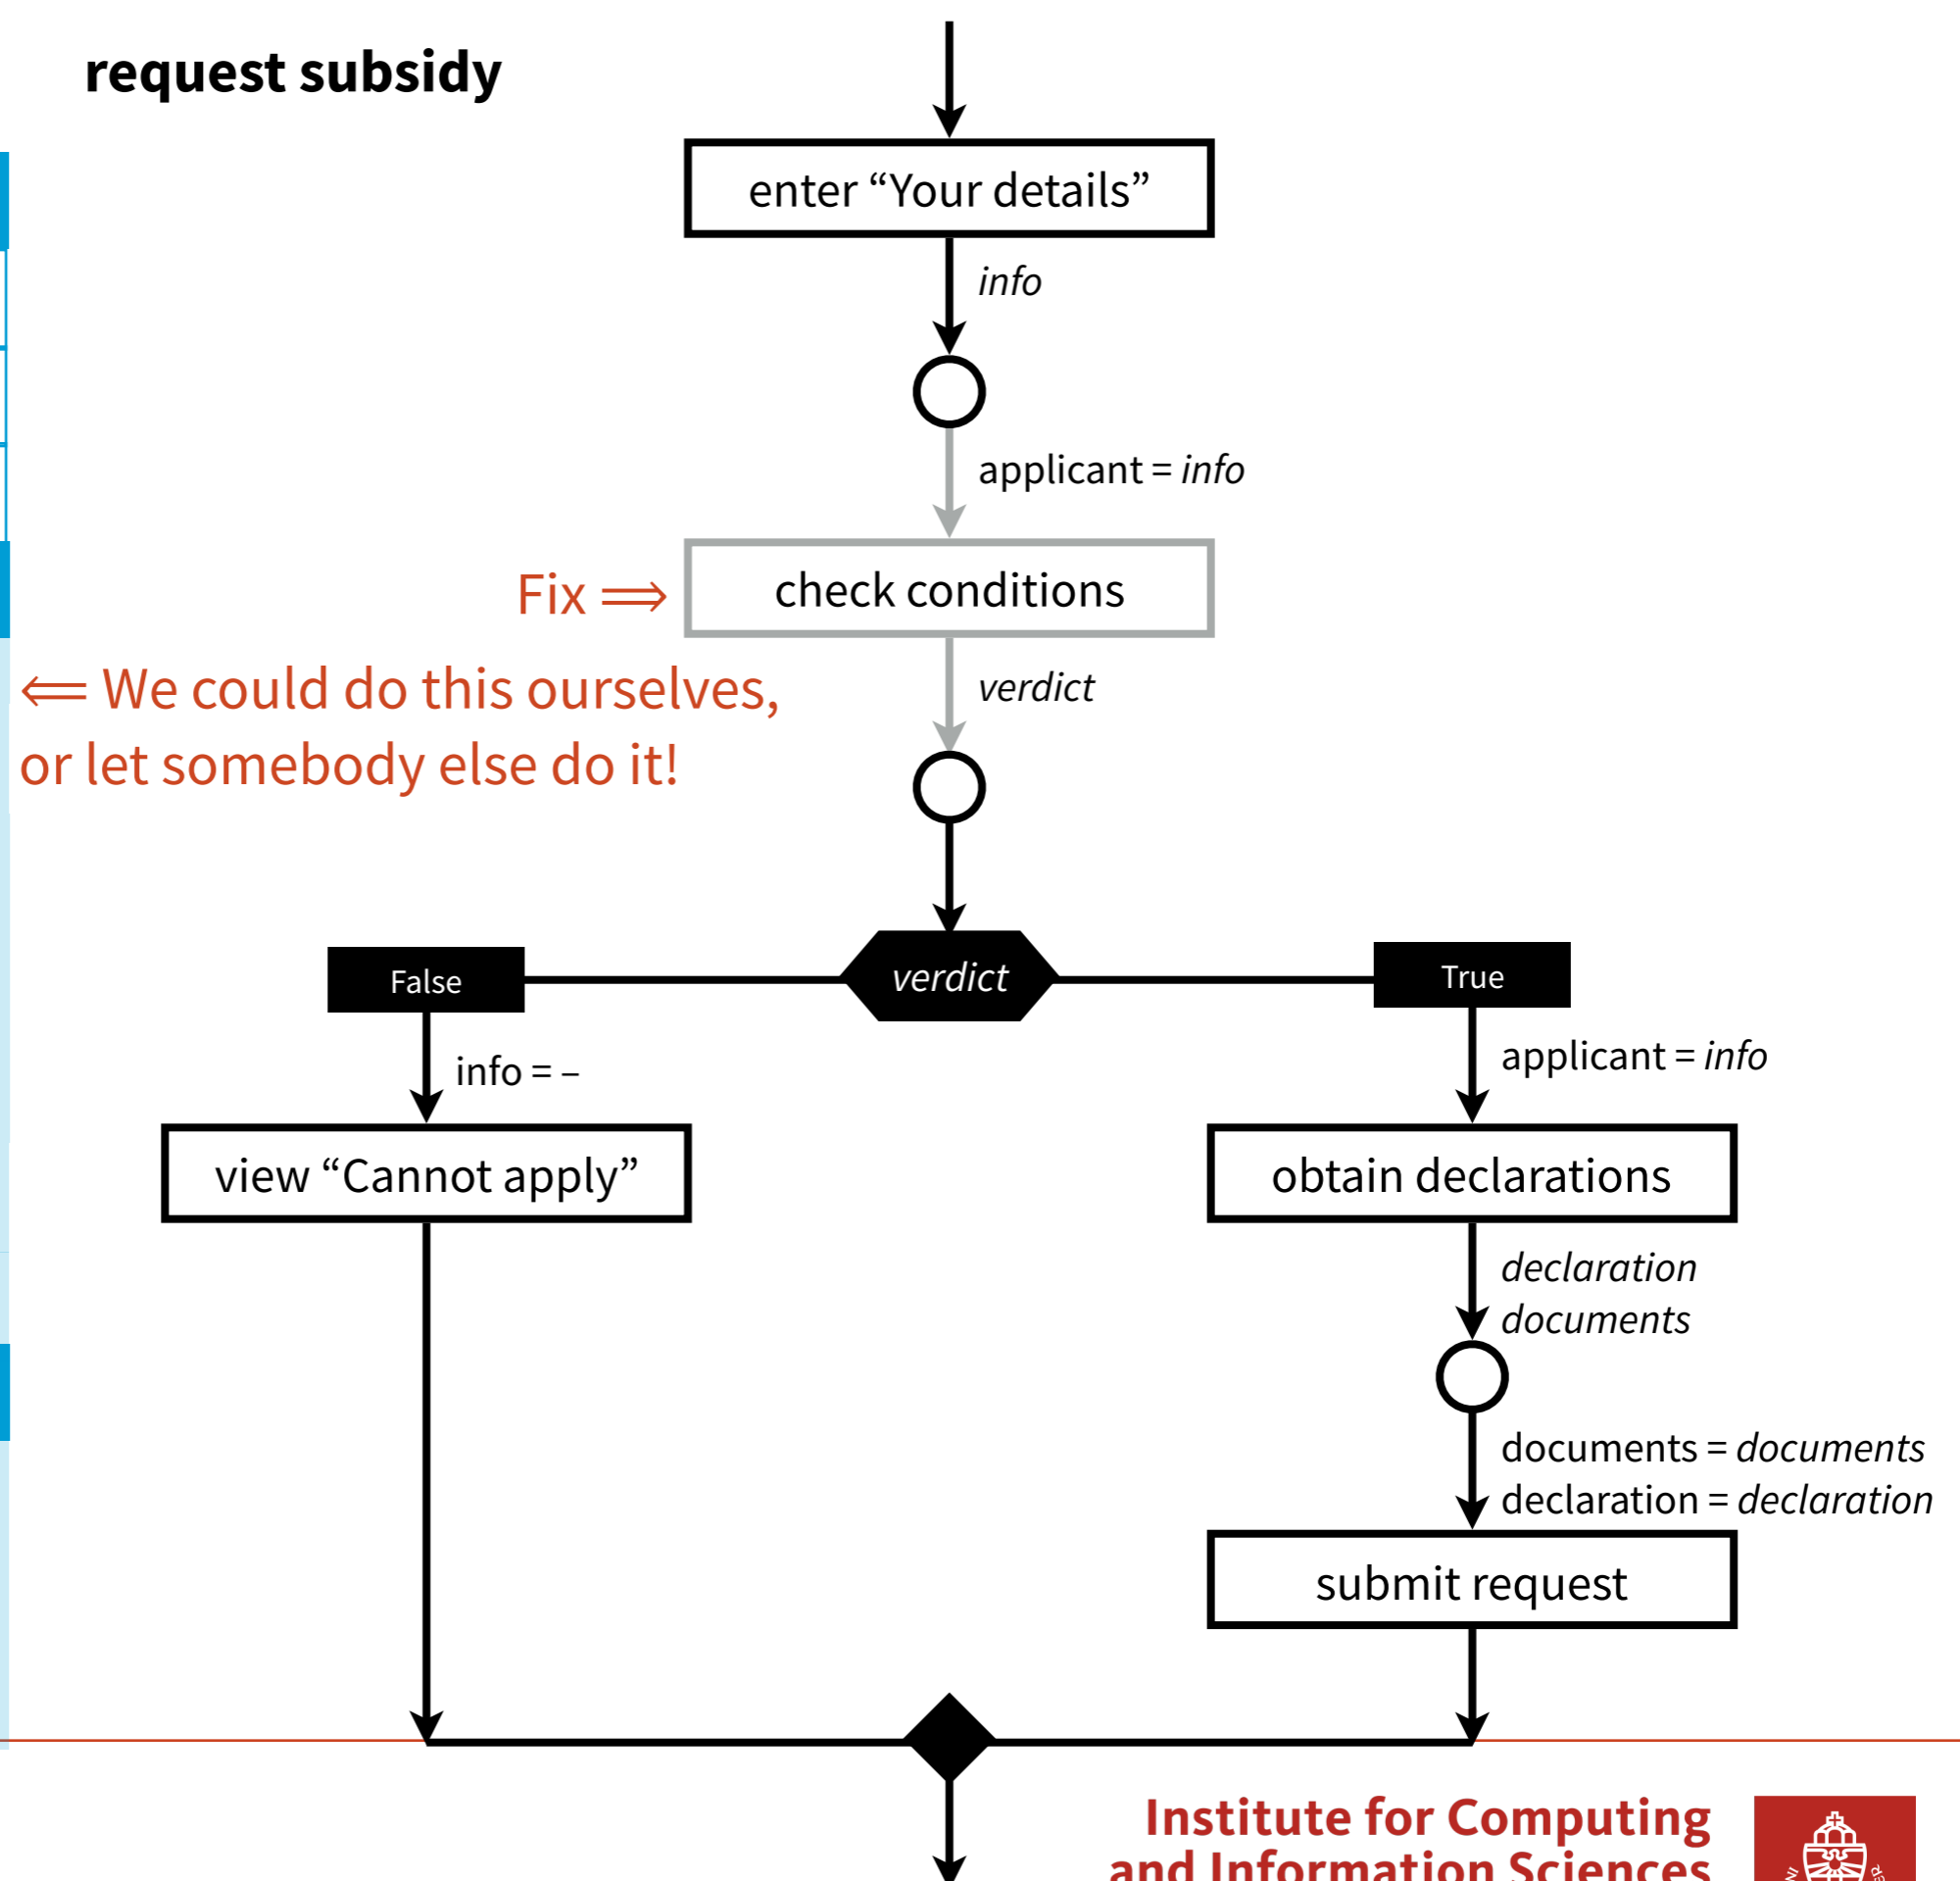 request subsidy
enter “Your details”
info
applicant = info
Fix ⟹
check conditions
⟸ We could do this ourselves,
verdict
or let somebody else do it!
False
verdict
True
info = –
applicant = info
view “Cannot apply”
obtain declarations
declaration
documents
documents = documents
declaration = declaration
submit request
Institute for Computing
and Information Sciences